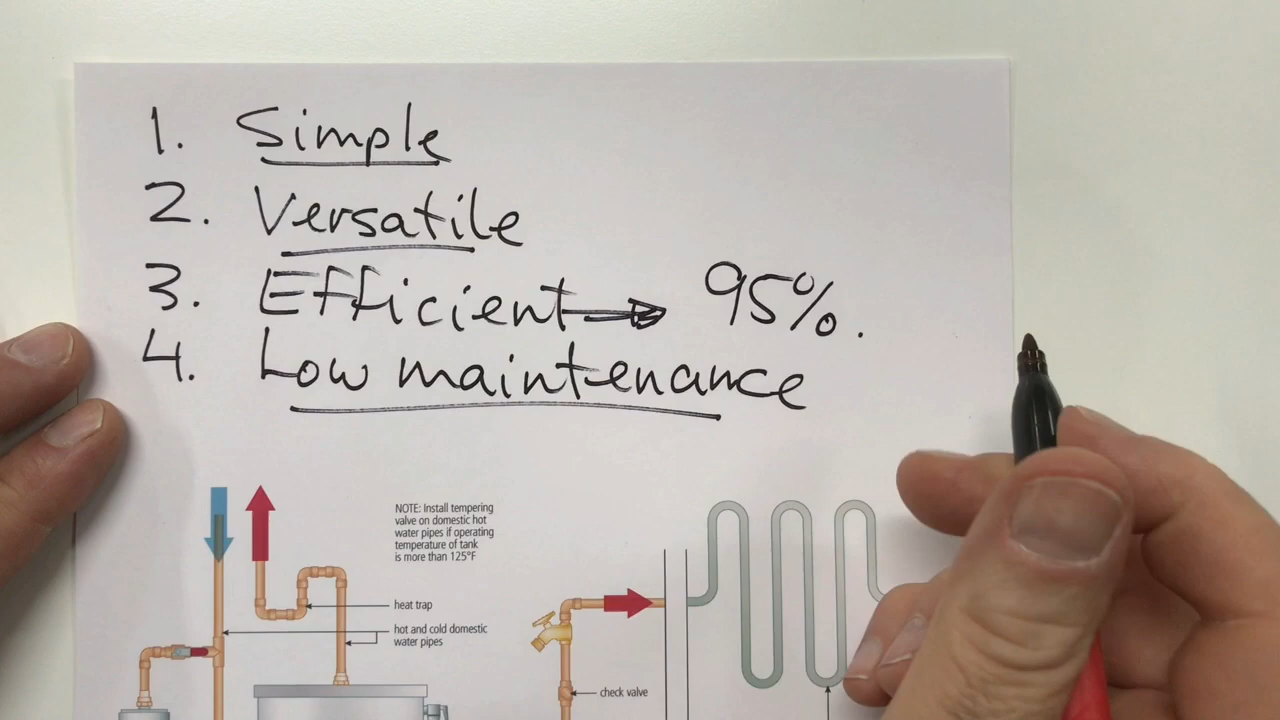 1. Simple
2. Versatile
3. Efficient → 95%.
4. Low maintenance
NOTE: Install tempering
valve on domestic hot
water pipes if operating
temperature of tank
is more than 125°F
heat trap
hot and cold domestic
water pipes
check valve